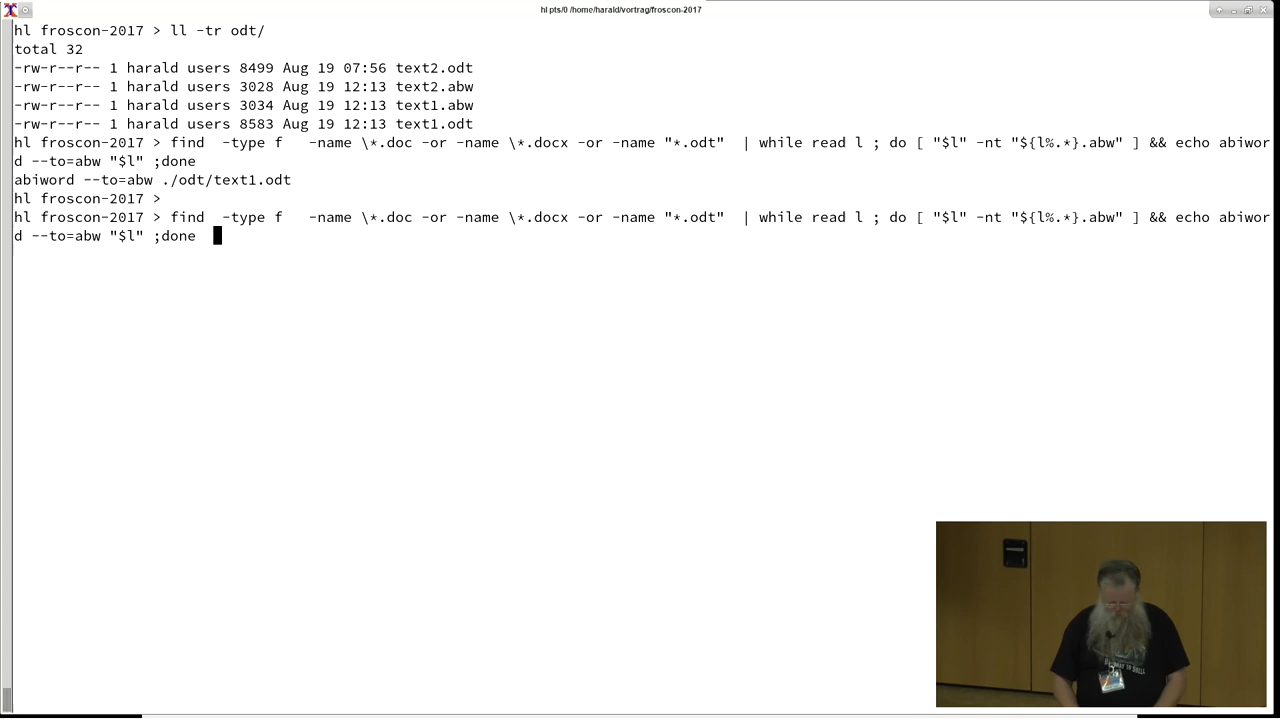 hl pts/0 /home/harald/vortrag/froscon-2017
hl froscon-2017 > ll -tr odt/
total 32
-rw-r--r-- 1 harald users 8499 Aug 19 07:56 text2.odt
-rw-r--r-- 1 harald users 3028 Aug 19 12:13 text2.abw
-rw-r--r-- 1 harald users 3034 Aug 19 12:13 text1.abw
-rw-r--r-- 1 harald users 8583 Aug 19 12:13 text1.odt
hl froscon-2017 > find  -type f   -name \*.doc -or -name \*.docx -or -name "*.odt"  | while read l ; do [ "$l" -nt "${l%.*}.abw" ] && echo abiwor
d --to=abw "$l" ;done
abiword --to=abw ./odt/text1.odt
hl froscon-2017 >
hl froscon-2017 > find  -type f   -name \*.doc -or -name \*.docx -or -name "*.odt"  | while read l ; do [ "$l" -nt "${l%.*}.abw" ] && echo abiwor
d --to=abw "$l" ;done